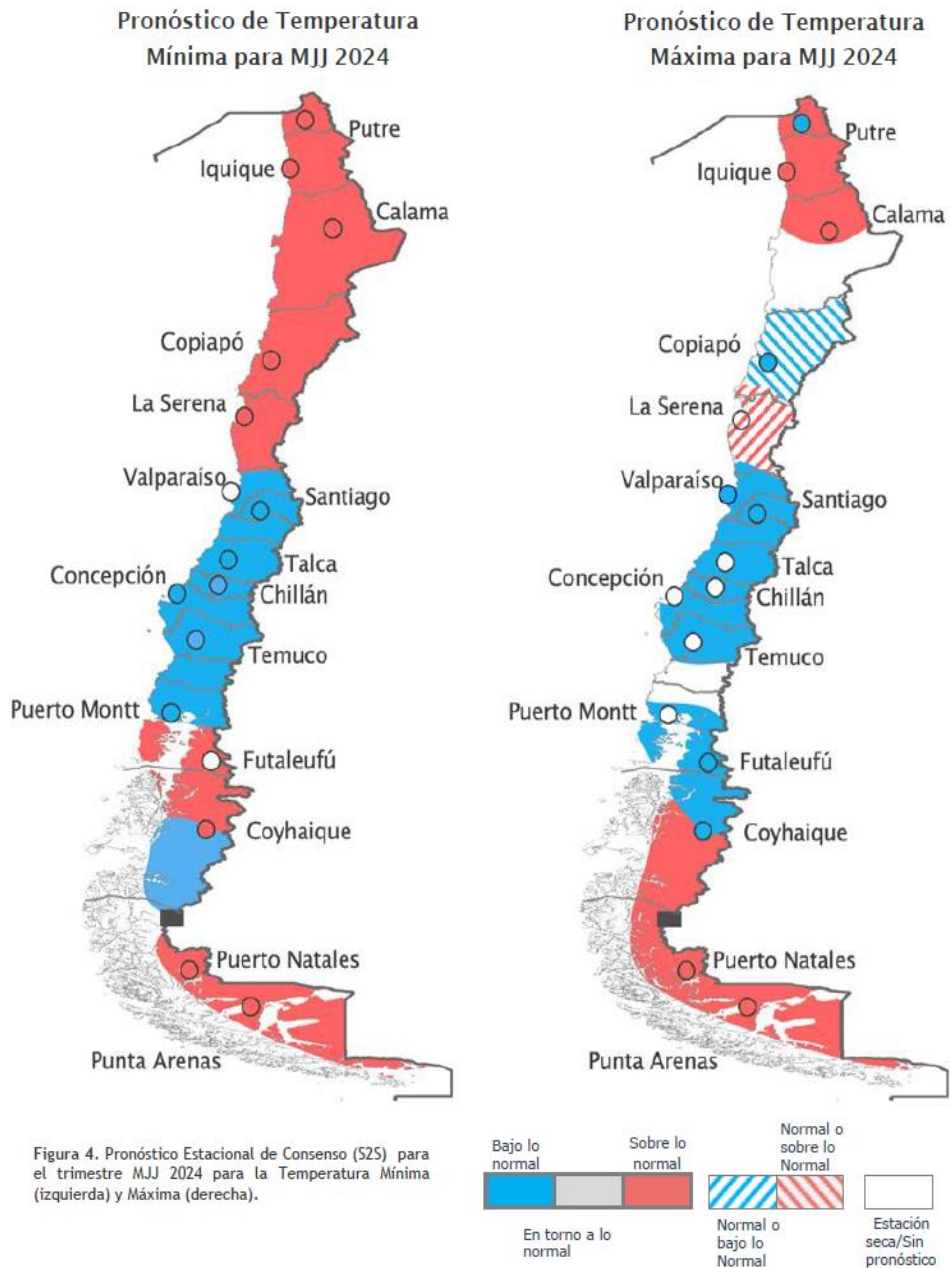 Pronóstico de Temperatura
Mínima para MJJ 2024
Putre
Iquique
Calama
Copiapó
La Serena
Valparaíso
Santiago
Talca
Concepción
Chillán
Temuco
Puerto Montt
Futaleufú
Coyhaique
Puerto Natales
Punta Arenas
Pronóstico de Temperatura
Máxima para MJJ 2024
Putre
Iquique
Calama
Copiapó
La Serena
Valparaíso
Santiago
Talca
Concepción
Chillán
Temuco
Puerto Montt
Futaleufú
Coyhaique
Puerto Natales
Punta Arenas
Figura 4. Pronóstico Estacional de Consenso (S2S) para
el trimestre MJJ 2024 para la Temperatura Mínima
(izquierda) y Máxima (derecha).
Bajo lo
normal
Sobre lo
normal
En torno a lo
normal
Normal o
sobre lo
Normal
Normal o
bajo lo
Normal
Estación
seca/Sin
pronóstico